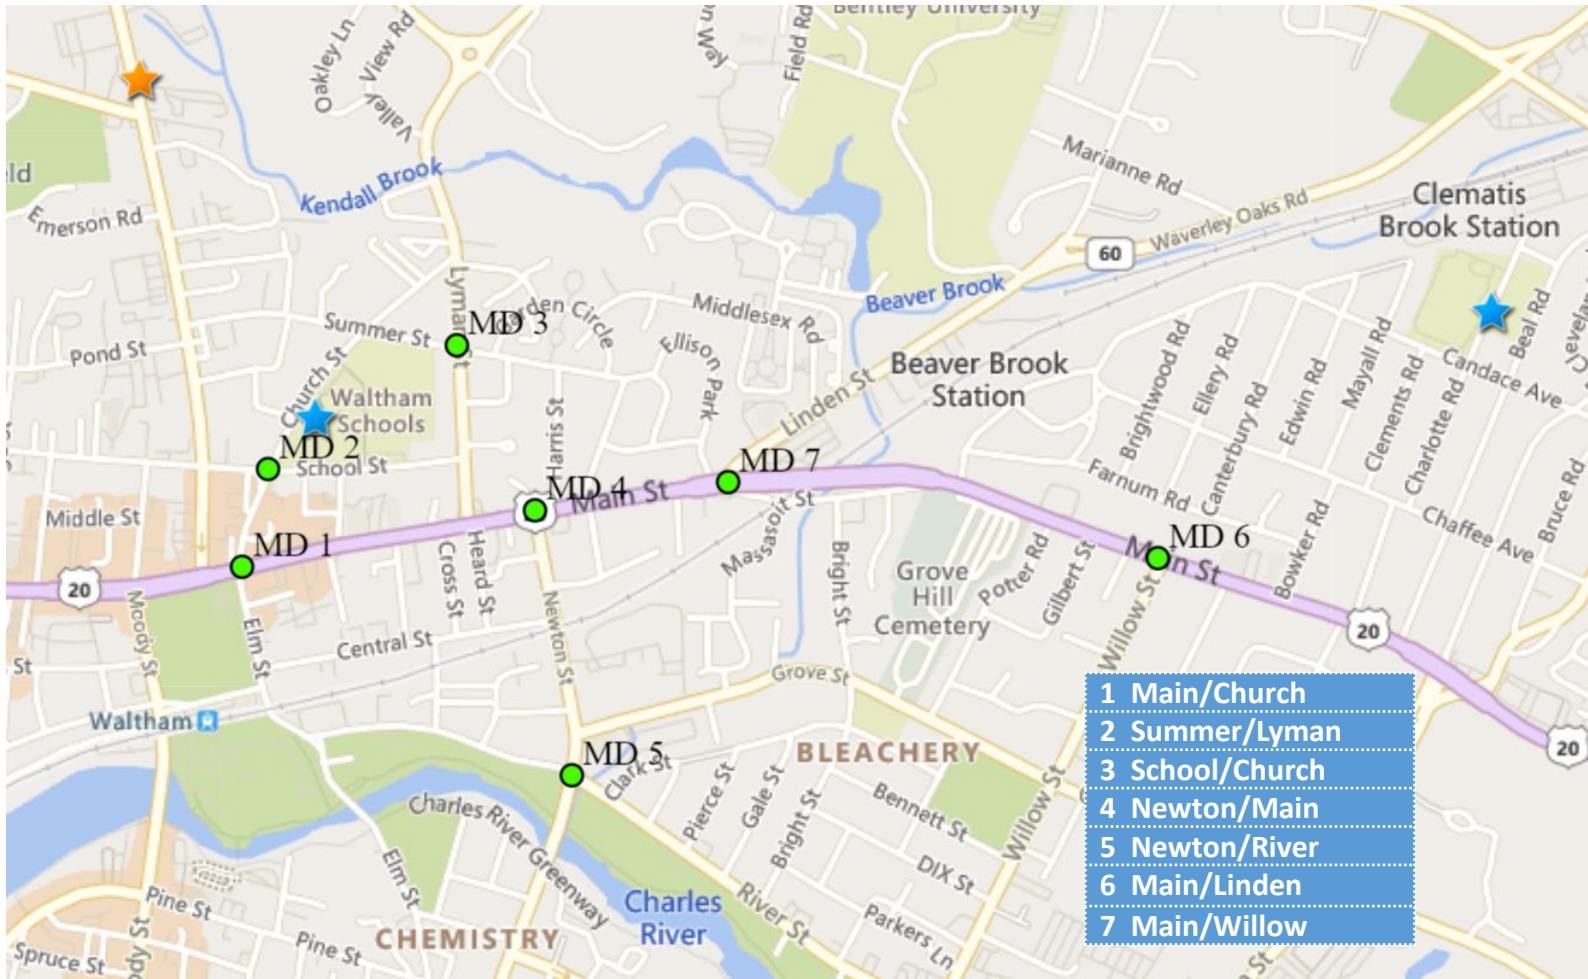 Bentley University
Oakley Ln
View Rd
Valley
Field Rd
Marianne Rd
Kendall Brook
Emerson Rd
Clematis
Brook Station
Waverley Oaks Rd
60
Beaver Brook
Lyman St
MD 3
Garden Circle
Middlesex Rd
Summer St
Pond St
Church St
Ellison
Park
Beaver Brook
Station
Linden St
Brightwood Rd
Ellery Rd
Canterbury Rd
Edwin Rd
Mayall Rd
Clements Rd
Charlotte Rd
Candace Ave
Beal Rd
Waltham
Schools
MD 2
School St
Harris St
MD 7
MD 4
Main St
Farnum Rd
Chaffee Ave
Bruce Rd
Middle St
MD 1
Massasoit St
Bright St
Cross St
Heard St
Grove
Hill
Cemetery
Potter Rd
Gilbert St
MD 6
Main St
Bowker Rd
20
20
20
Moody St
Elm St
Central St
Newton St
Grove St
Willow St
St
Waltham
MD 5
Clark St
BLEACHERY
Pierce St
Gale St
Bright St
Bennett St
Willow St
DIX St
Charles River Greenway
Elm St
River St
Parkers Ln
Charles
River
Pine St
Pine St
Spruce St
CHEMISTRY
dy St
St
1 Main/Church
2 Summer/Lyman
3 School/Church
4 Newton/Main
5 Newton/River
6 Main/Linden
7 Main/Willow